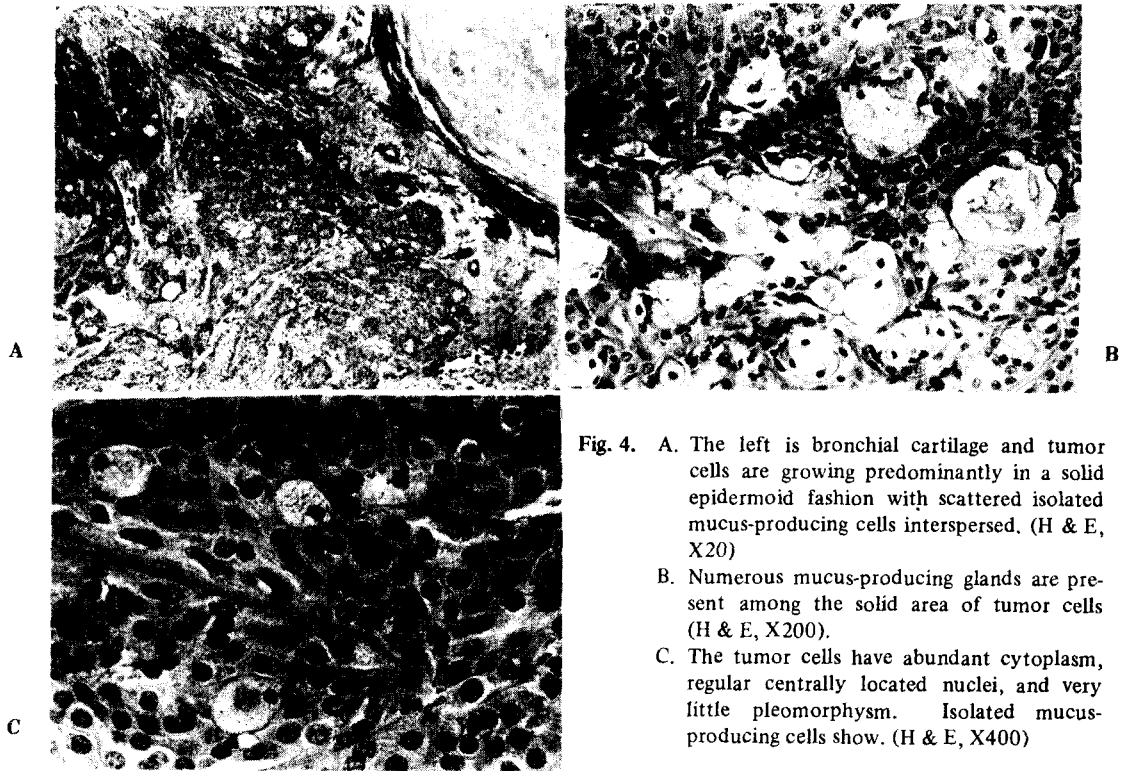 A
B
C
Fig. 4. A. The left is bronchial cartilage and tumor
cells are growing predominantly in a solid
epidermoid fashion with scattered isolated
mucus-producing cells interspersed. (H & E,
X20)
B. Numerous mucus-producing glands are pre-
sent among the solid area of tumor cells
(H & E, X200).
C. The tumor cells have abundant cytoplasm,
regular centrally located nuclei, and very
little pleomorphysm. Isolated mucus-
producing cells show. (H & E, X400)